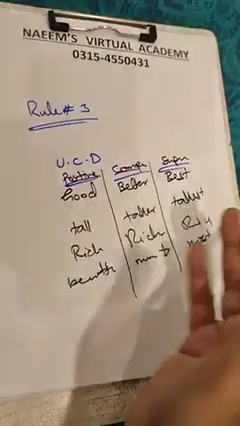 NAEEM'S VIRTUAL ACADEMY
0315-4550431
Rule # 3
U.C.D
Positive Compa Super
Good Better Best
tall taller tallest
Rich Rich